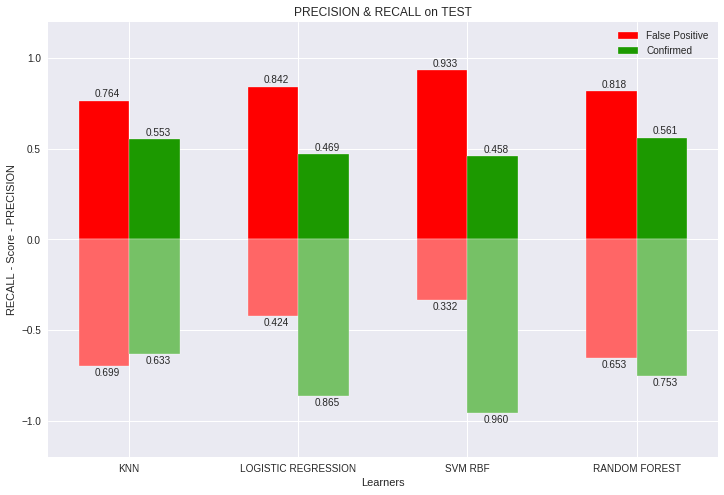 PRECISION & RECALL on TEST
False Positive
Confirmed
RECALL - Score - PRECISION
1.0
0.5
0.0
−0.5
−1.0
0.764
0.553
0.842
0.469
0.933
0.458
0.818
0.561
0.699
0.633
0.424
0.865
0.332
0.960
0.653
0.753
KNN
LOGISTIC REGRESSION
SVM RBF
RANDOM FOREST
Learners